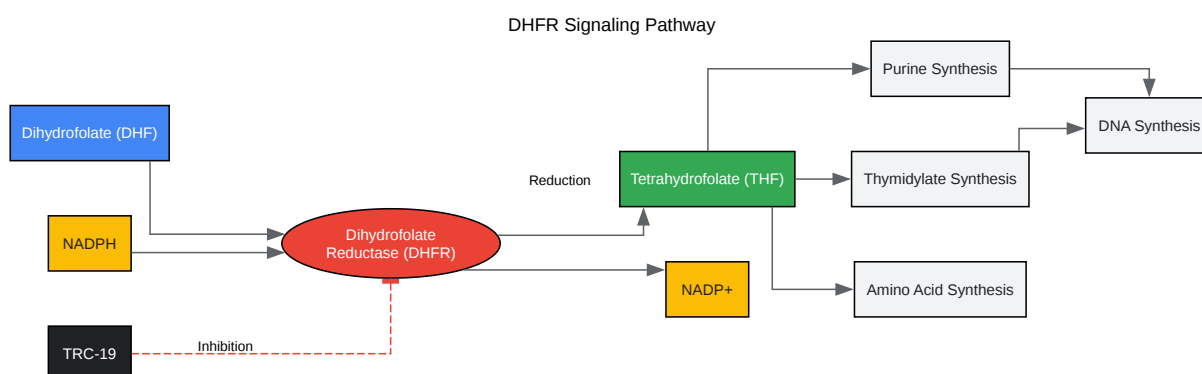 DHFR Signaling Pathway
Purine Synthesis
Dihydrofolate (DHF)
DNA Synthesis
Reduction
Tetrahydrofolate (THF)
Thymidylate Synthesis
NADPH
Dihydrofolate
Reductase (DHFR)
NADP+
Amino Acid Synthesis
TRC-19
Inhibition